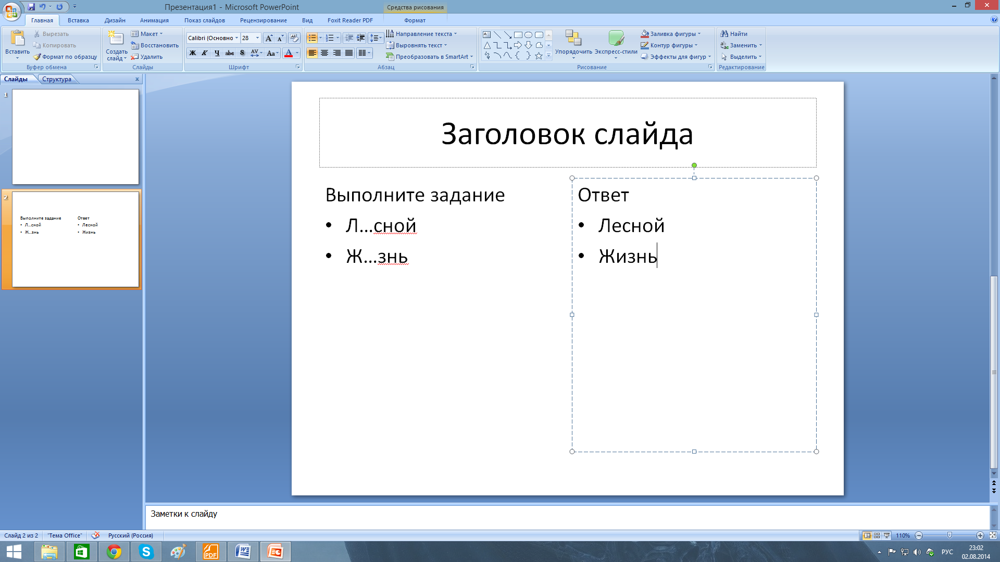 Презентация1 - Microsoft PowerPoint
Средства рисования
Главная Вставка Дизайн Анимация Показ слайдов Рецензирование Вид Foxit Reader PDF Формат
Вставить
Вырезать
Копировать
Формат по образцу
Буфер обмена
Создать слайд
Макет
Восстановить
Удалить
Слайды
Calibri (Основно 28
Ж К Ч abc S AV Aa А
Шрифт
Направление текста
Выровнять текст
Преобразовать в SmartArt
Абзац
Упорядочить
Экспресс-стили
Заливка фигуры
Контур фигуры
Эффекты для фигур
Рисование
Найти
Заменить
Выделить
Редактирование
Слайды Структура x
1
2
Выполните задание
• Л...сной
• Ж...знь
Ответ
• Лесной
• Жизнь
Заголовок слайда
Выполните задание
• Л...сной
• Ж...знь
Ответ
• Лесной
• Жизнь
Заметки к слайду
Слайд 2 из 2 "Тема Office" Русский (Россия) 110%
PDF
РУС
23:02
02.08.2014